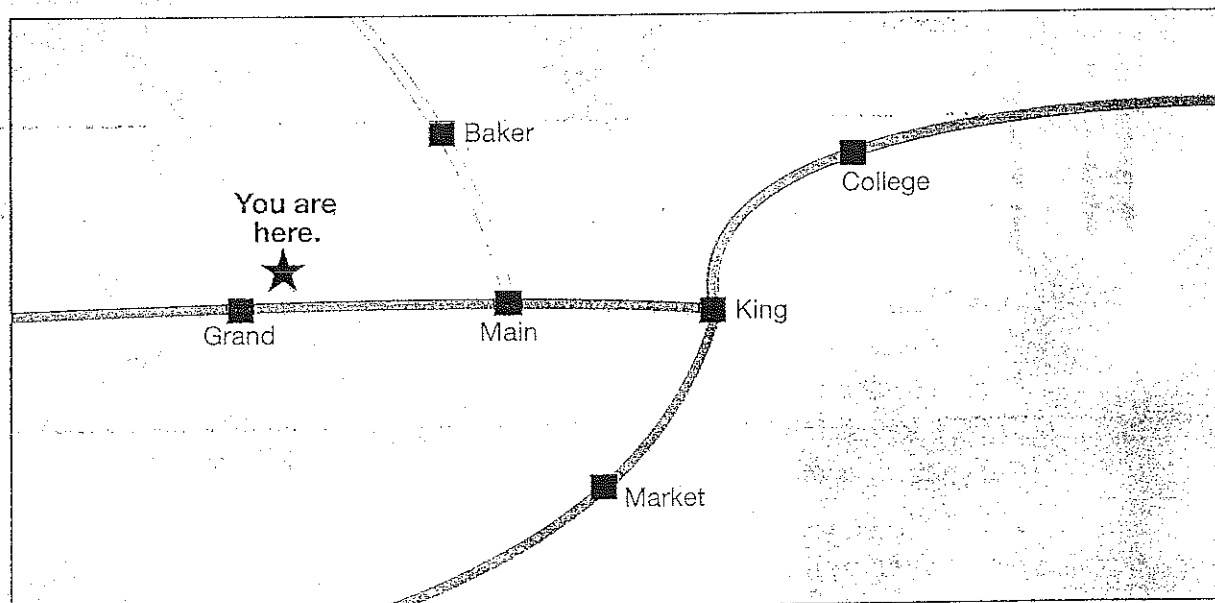 Baker
College
You are
here.
King
Grand
Main
Market